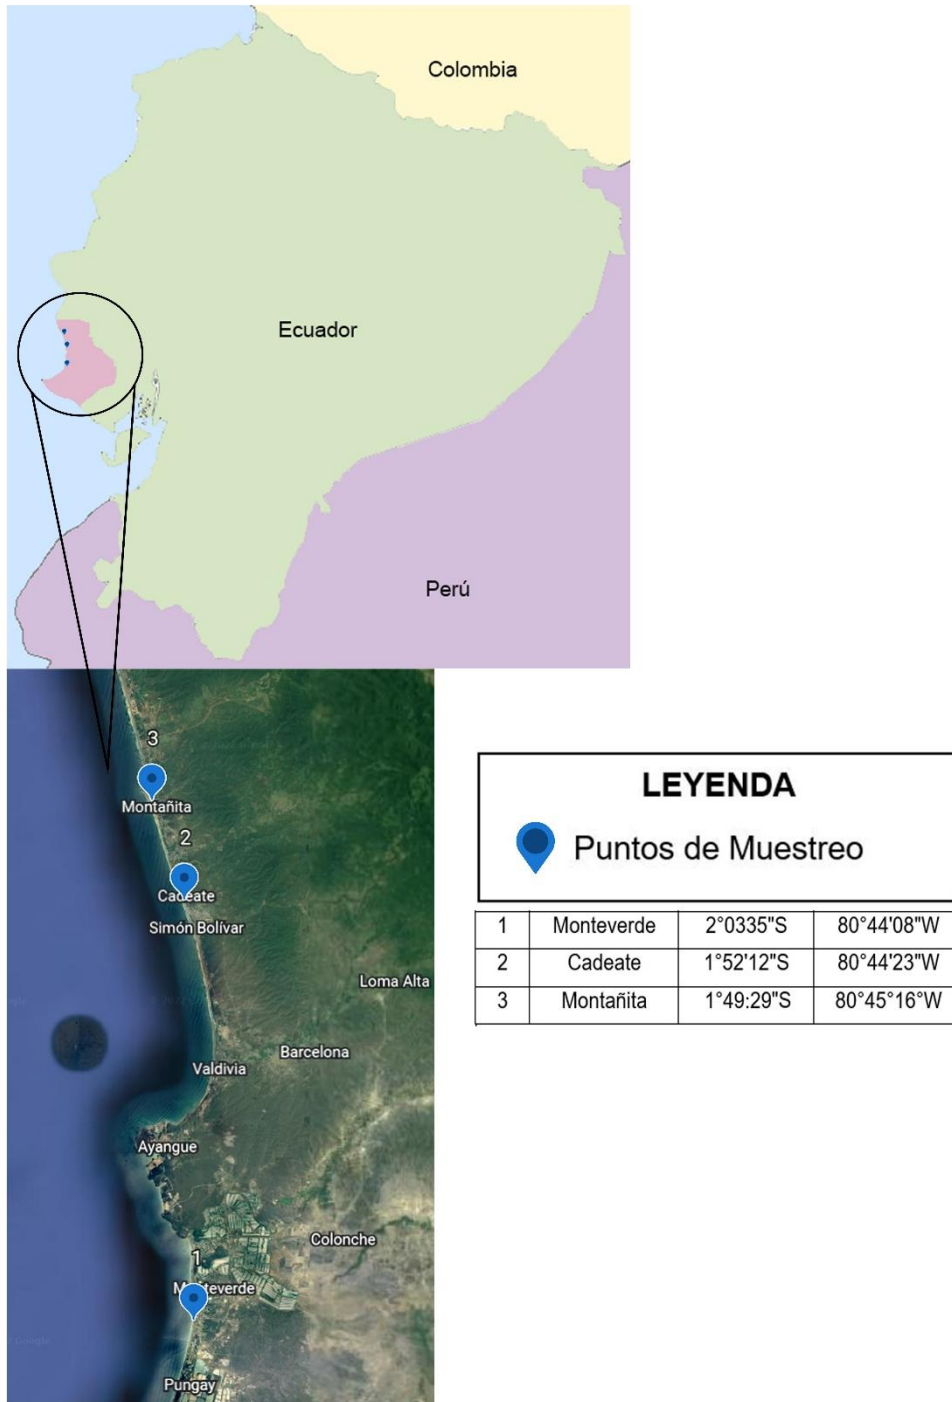 Colombia
Ecuador
Perú
3
Montañita
2
Cadeate
Simón Bolívar
Loma Alta
Barcelona
Valdivia
Ayangue
Colonche
1
Monteverde
Pungay
LEYENDA
Puntos de Muestreo
1 Monteverde 2°0335"S 80°44'08"W
2 Cadeate 1°52'12"S 80°44'23"W
3 Montañita 1°49:29"S 80°45'16°W